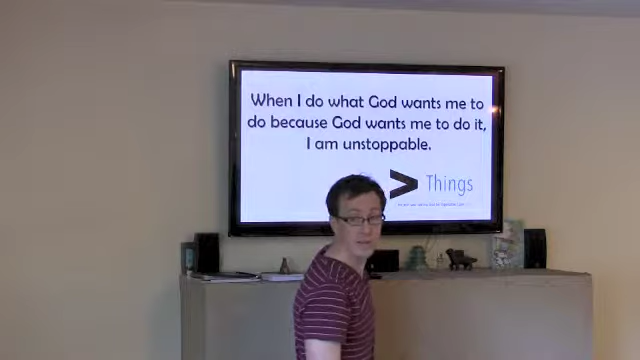 When I do what God wants me to
do because God wants me to do it,
I am unstoppable.
> Things